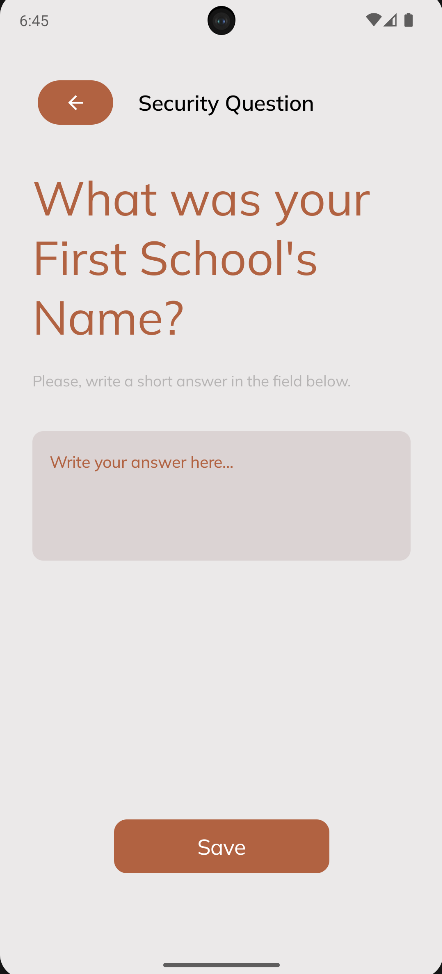 6:45
Security Question
What was your
First School's
Name?
Please, write a short answer in the field below.
Write your answer here...
Save